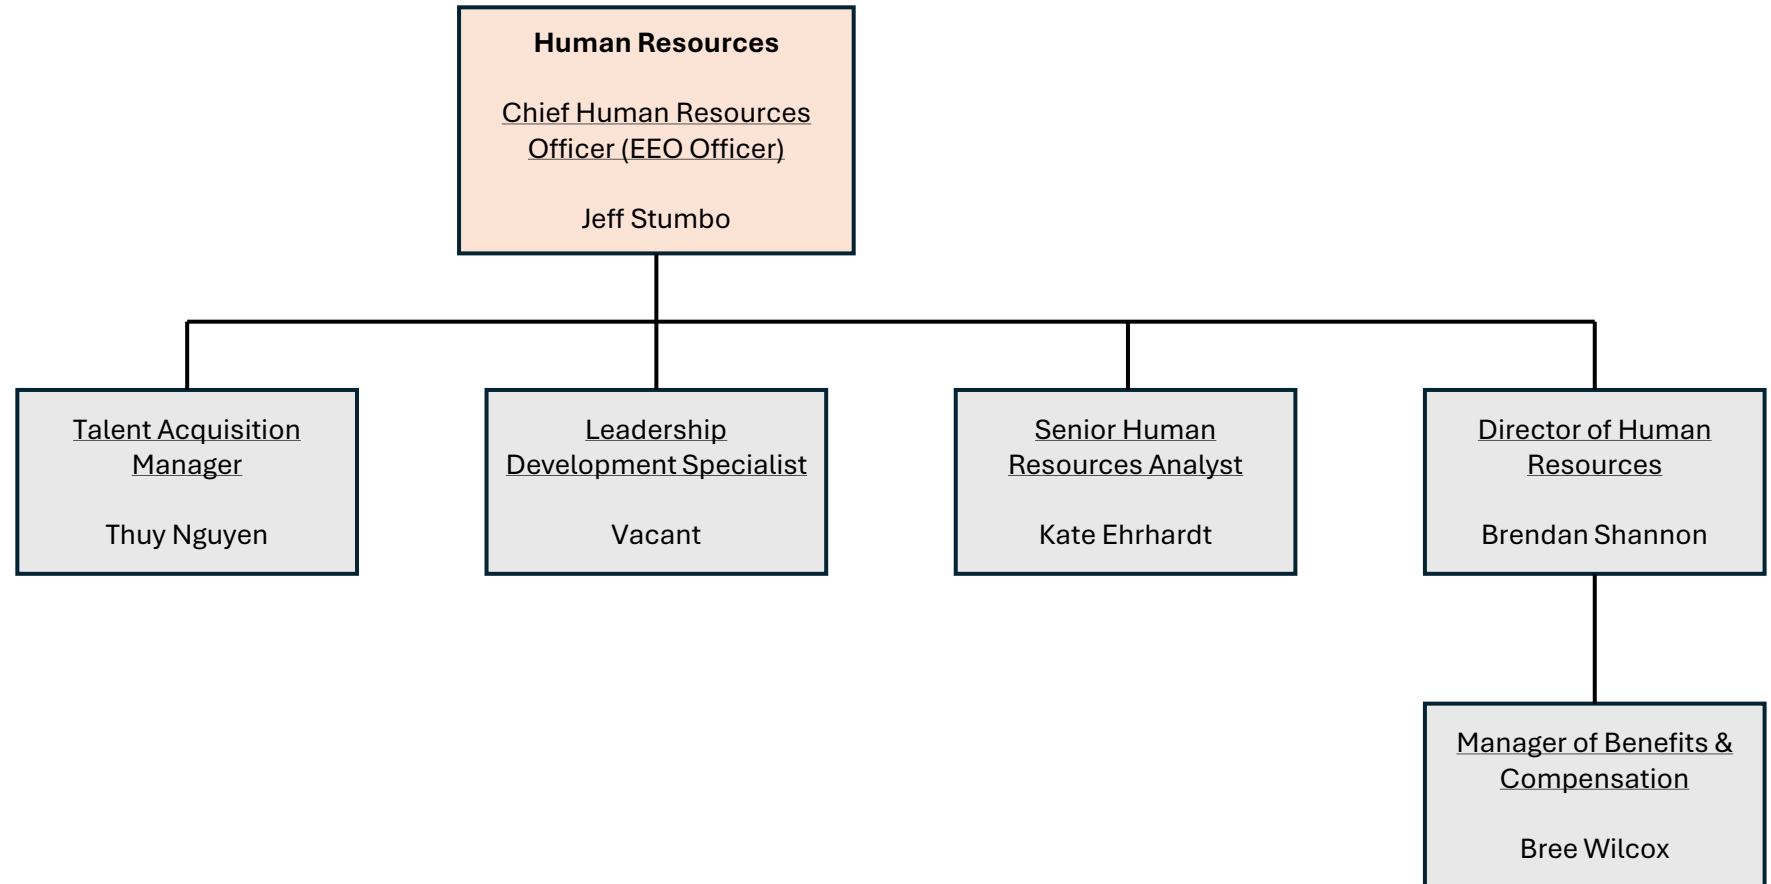 Human Resources
Chief Human Resources
Officer (EEO Officer)
Jeff Stumbo
Talent Acquisition
Manager
Thuy Nguyen
Leadership
Development Specialist
Vacant
Senior Human
Resources Analyst
Kate Ehrhardt
Director of Human
Resources
Brendan Shannon
Manager of Benefits &
Compensation
Bree Wilcox